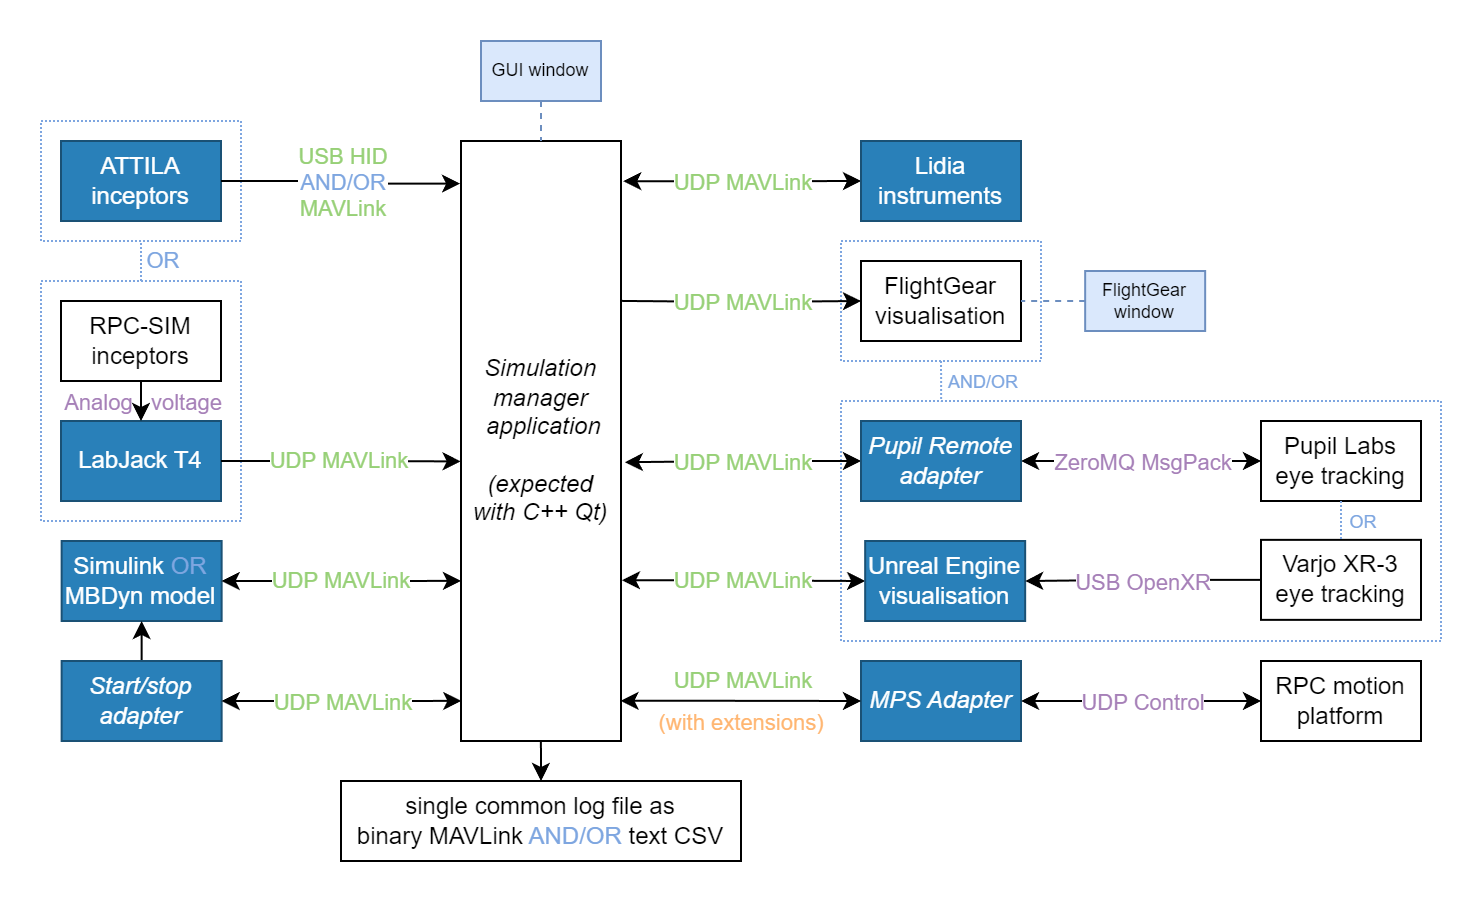 GUI window
ATTILA
inceptors
USB HID
AND/OR
MAVLink
OR
RPC-SIM
inceptors
Analog voltage
LabJack T4
UDP MAVLink
Simulink OR
MBDyn model
UDP MAVLink
Start/stop
adapter
UDP MAVLink
Simulation
manager
application
(expected
with C++ Qt)
single common log file as
binary MAVLink AND/OR text CSV
UDP MAVLink
Lidia
instruments
UDP MAVLink
FlightGear
visualisation
FlightGear
window
AND/OR
UDP MAVLink
Pupil Remote
adapter
ZeroMQ MsgPack
Pupil Labs
eye tracking
OR
UDP MAVLink
Unreal Engine
visualisation
USB OpenXR
Varjo XR-3
eye tracking
UDP MAVLink
(with extensions)
MPS Adapter
UDP Control
RPC motion
platform